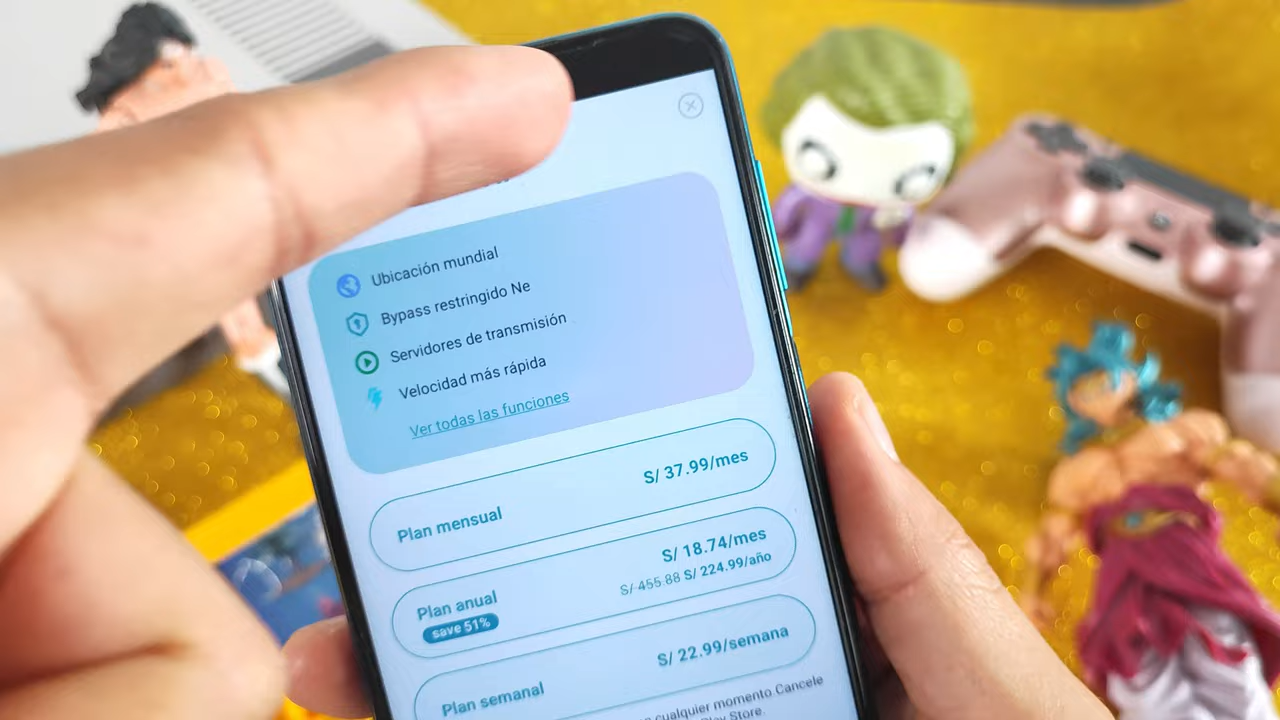 Ubicación mundial
Bypass restringido Ne
Servidores de transmisión
Velocidad más rápida
Ver todas las funciones
S/ 37.99/mes
Plan mensual
S/ 18.74/mes
S/ 455.88 S/ 224.99/año
Plan anual
save 51%
S/ 22.99/semana
Plan semanal
cualquier momento.Cancele
Play Store.